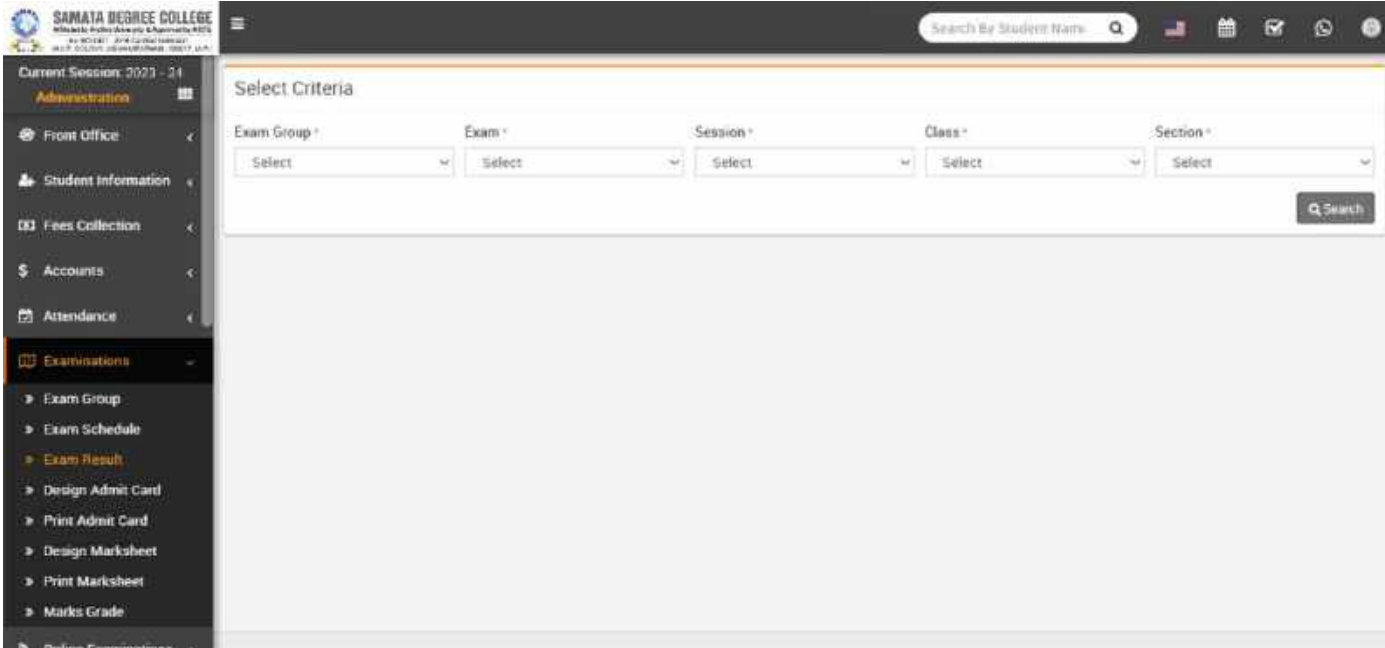 SAMATA DEGREE COLLEGE
Search By Student Name
Current Session: 2023 - 24
Administration
Select Criteria
Exam Group *
Exam *
Session *
Class *
Section *
Select
Select
Select
Select
Select
Search
Front Office
Student Information
Fees Collection
$ Accounts
Attendance
Examinations
» Exam Group
» Exam Schedule
» Exam Result
» Design Admit Card
» Print Admit Card
» Design Marksheet
» Print Marksheet
» Marks Grade
Online Examinations